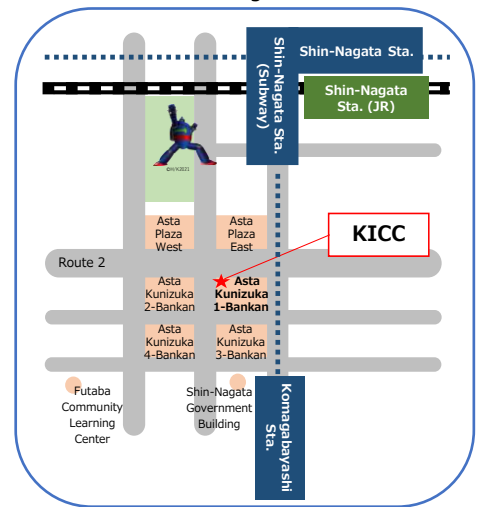 Shin-Nagata Sta.
Shin-Nagata Sta.
(Subway)
Shin-Nagata
Sta. (JR)
Asta
Plaza
West
Asta
Plaza
East
KICC
Route 2
Asta
Kunizuka
2-Bankan
Asta
Kunizuka
1-Bankan
Asta
Kunizuka
4-Bankan
Asta
Kunizuka
3-Bankan
Futaba
Community
Learning
Center
Shin-Nagata
Government
Building
Komagabayashi
Sta.